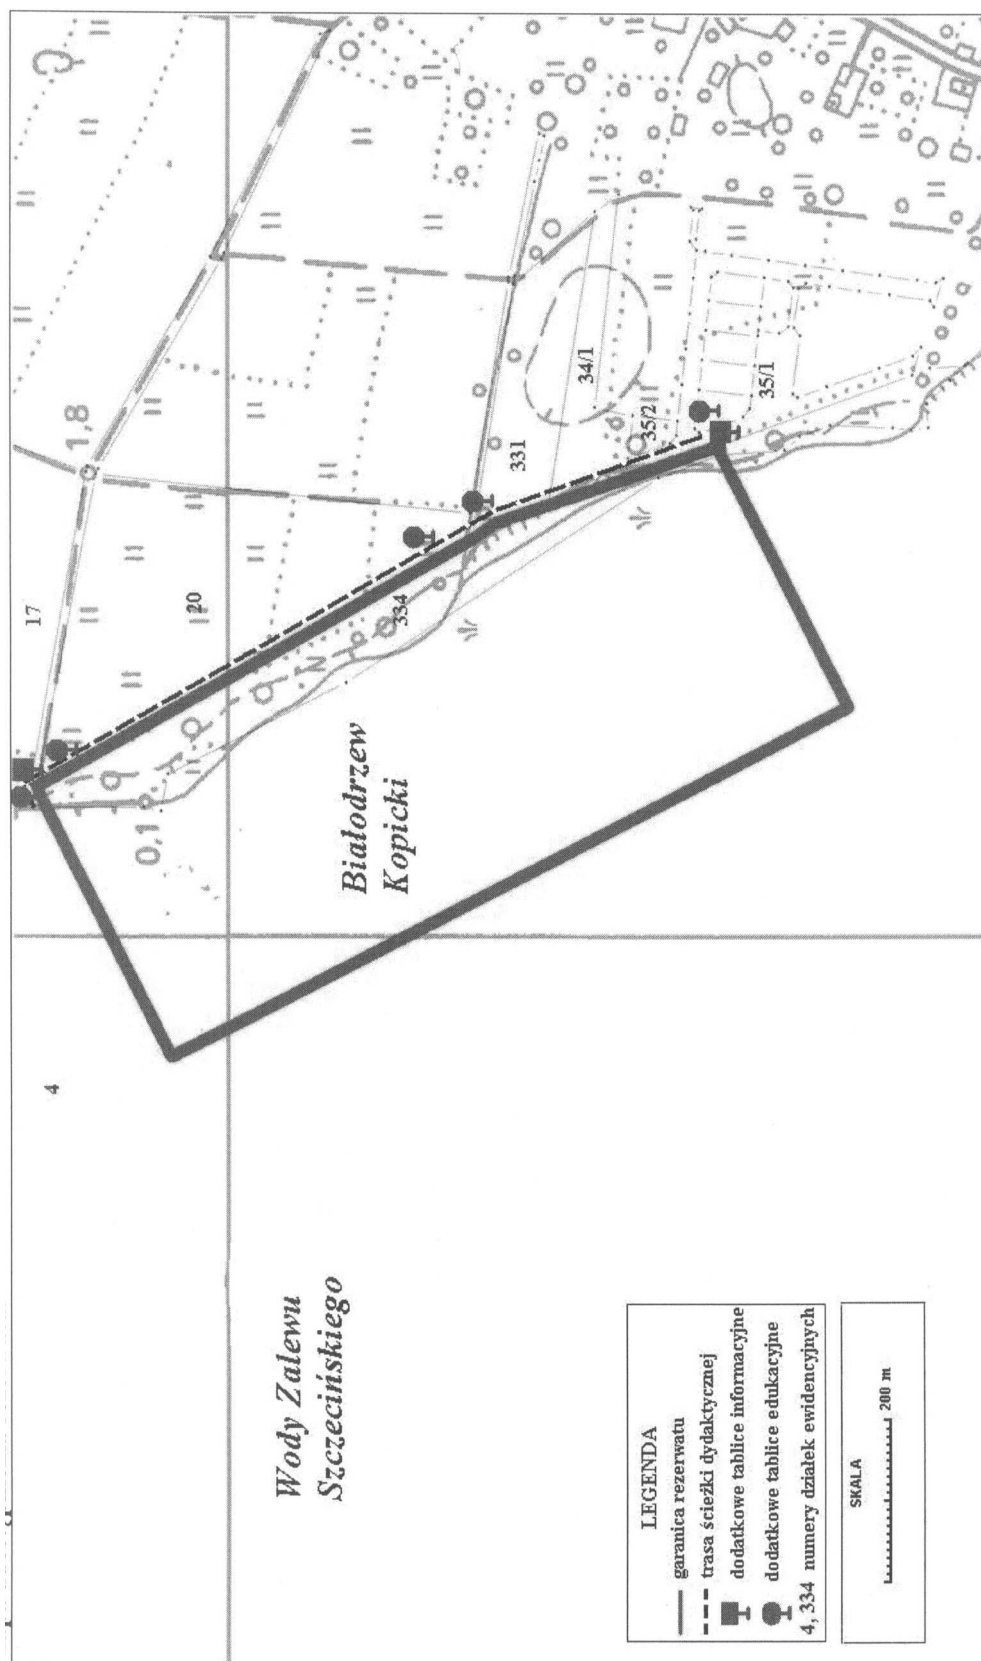 17
1,8
20
0,1
4
334
331
34/1
35/2
35/1
Białodrzew
Kopicki
Wody Zalewu
Szczecińskiego
LEGENDA
garanica rezerwatu
trasa ścieżki dydaktycznej
dodatkowe tablice informacyjne
dodatkowe tablice edukacyjne
4, 334 numery działek ewidencyjnych
SKALA
200 m